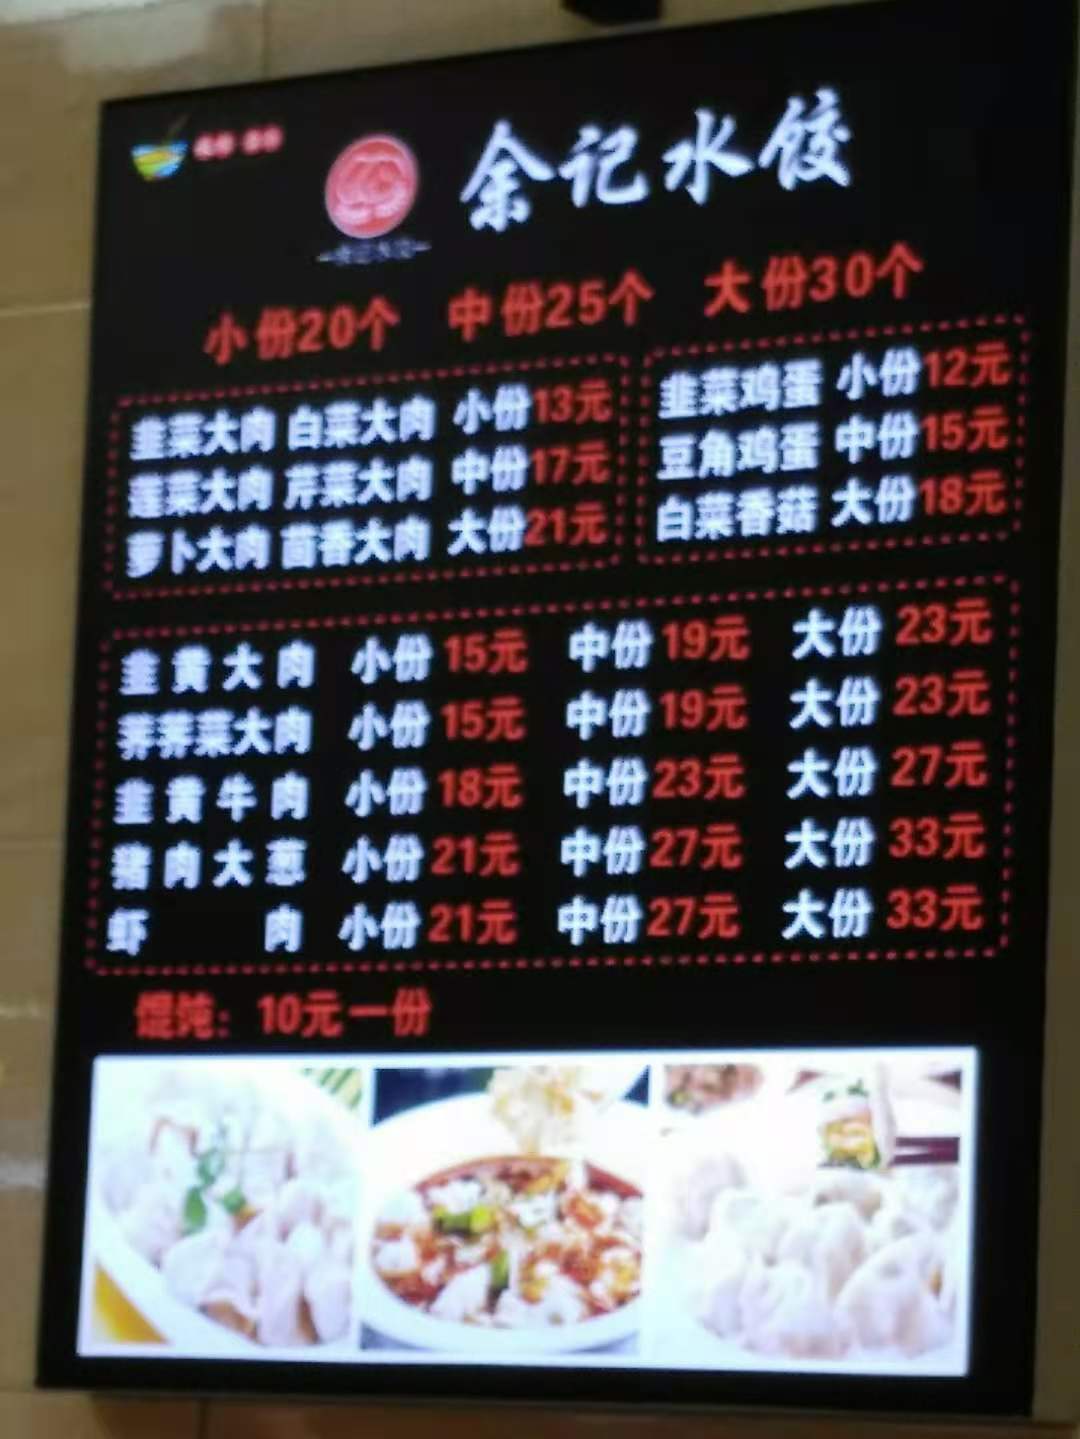 余记水饺
小份20个 中份25个 大份30个
韭菜大肉 白菜大肉 小份13元
莲菜大肉 芹菜大肉 中份17元
萝卜大肉 茴香大肉 大份21元
韭菜鸡蛋 小份12元
豆角鸡蛋 中份15元
白菜香菇 大份18元
韭黄大肉 小份15元 中份19元 大份23元
荠荠菜大肉 小份15元 中份19元 大份23元
韭黄牛肉 小份18元 中份23元 大份27元
猪肉大葱 小份21元 中份27元 大份33元
虾肉 小份21元 中份27元 大份33元
馄饨：10元一份